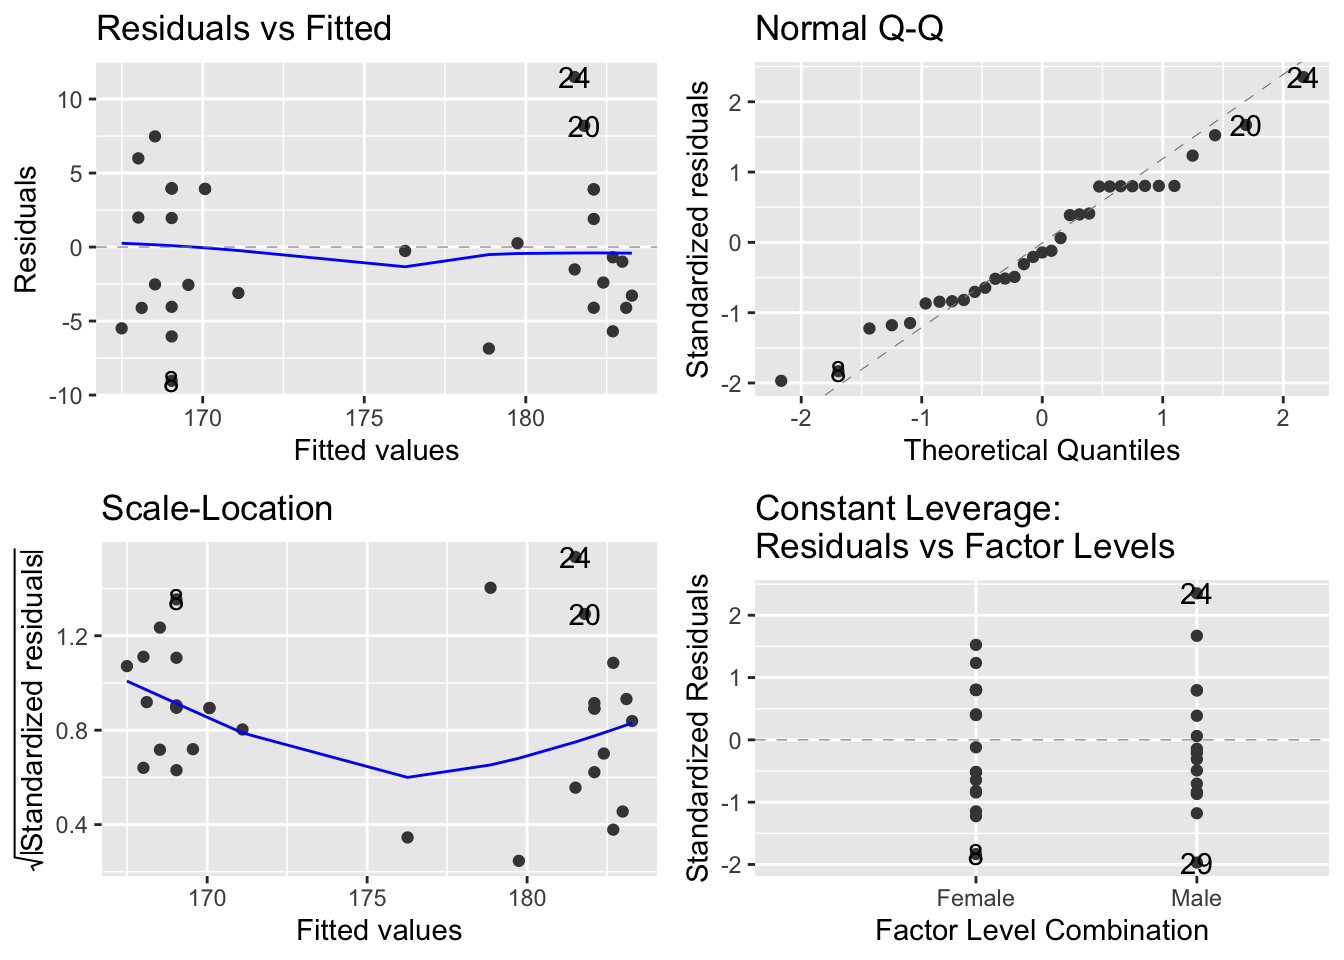 Residuals vs Fitted
Residuals
10
5
0
-5
-10
24
20
8
170
175
180
Fitted values
Normal Q-Q
Standardized residuals
2
1
0
-1
-2
24
20
8
-2
-1
0
1
2
Theoretical Quantiles
Scale-Location
√|Standardized residuals|
1.2
0.8
0.4
24
20
8
170
175
180
Fitted values
Constant Leverage:
Residuals vs Factor Levels
Standardized Residuals
2
1
0
-1
-2
24
8
29
Female
Male
Factor Level Combination